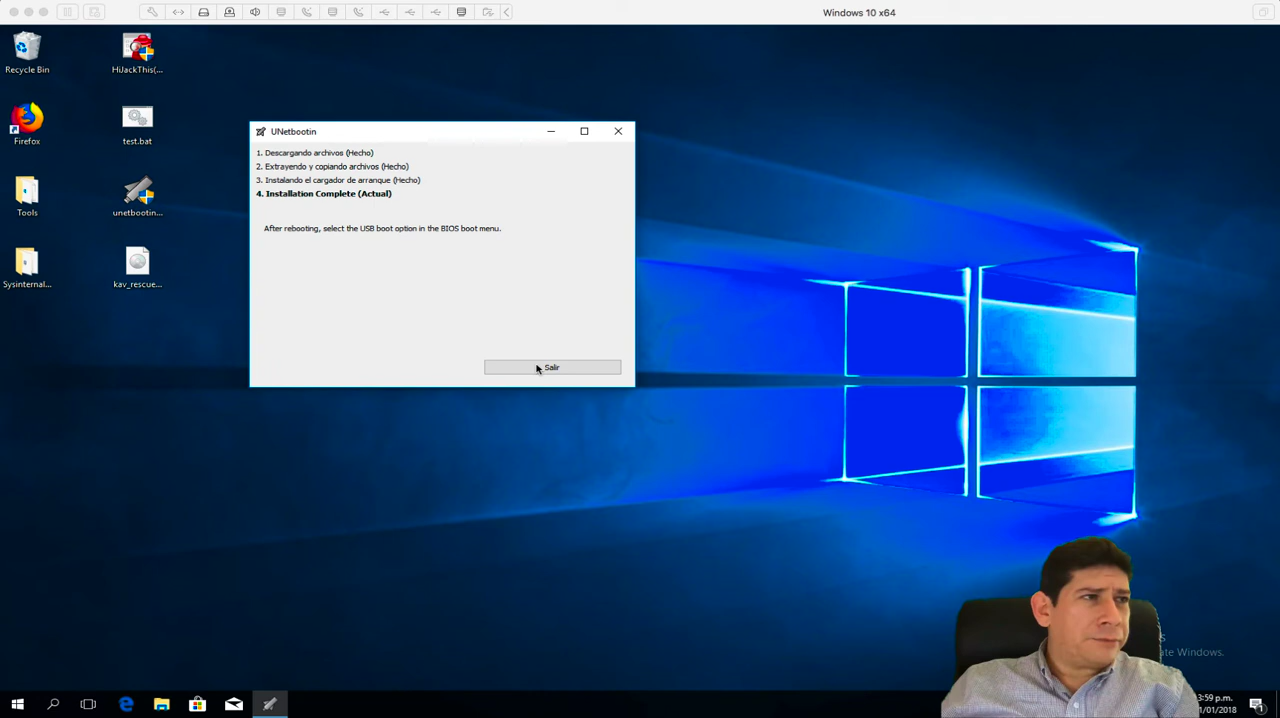 Windows 10 x64
Recycle Bin
HiJackThis(...
Firefox
test.bat
Tools
unetbootin...
Sysinternal...
kav_rescue...
UNetbootin
1. Descargando archivos (Hecho)
2. Extrayendo y copiando archivos (Hecho)
3. Instalando el cargador de arranque (Hecho)
4. Installation Complete (Actual)
After rebooting, select the USB boot option in the BIOS boot menu.
Salir
Windows.
3:59 p.m.
/01/2018
1